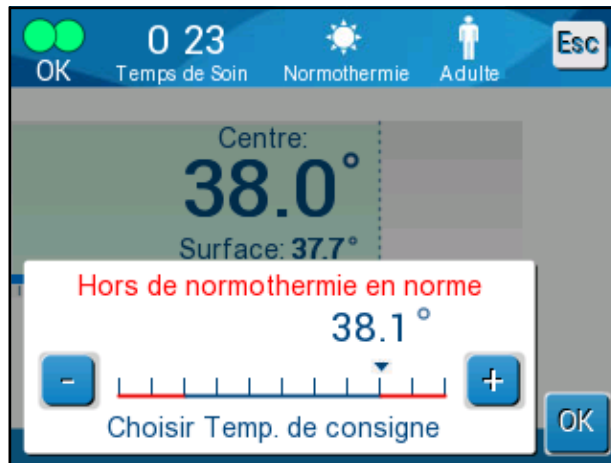 OK
0 23
Temps de Soin
Normothermie
Adulte
Esc
Centre:
38.0°
Surface: 37.7°
Hors de normothermie en norme
38.1°
-
+
Choisir Temp. de consigne
OK